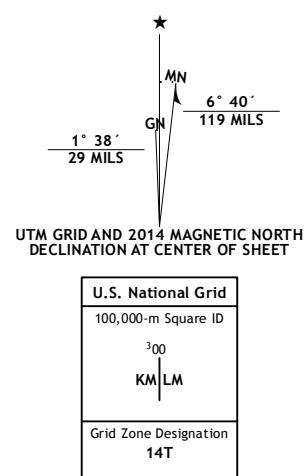 ★
MN
GN
6° 40´
119 MILS
1° 38´
29 MILS
UTM GRID AND 2014 MAGNETIC NORTH
DECLINATION AT CENTER OF SHEET
U.S. National Grid
100,000-m Square ID
³00
KM LM
Grid Zone Designation
14T